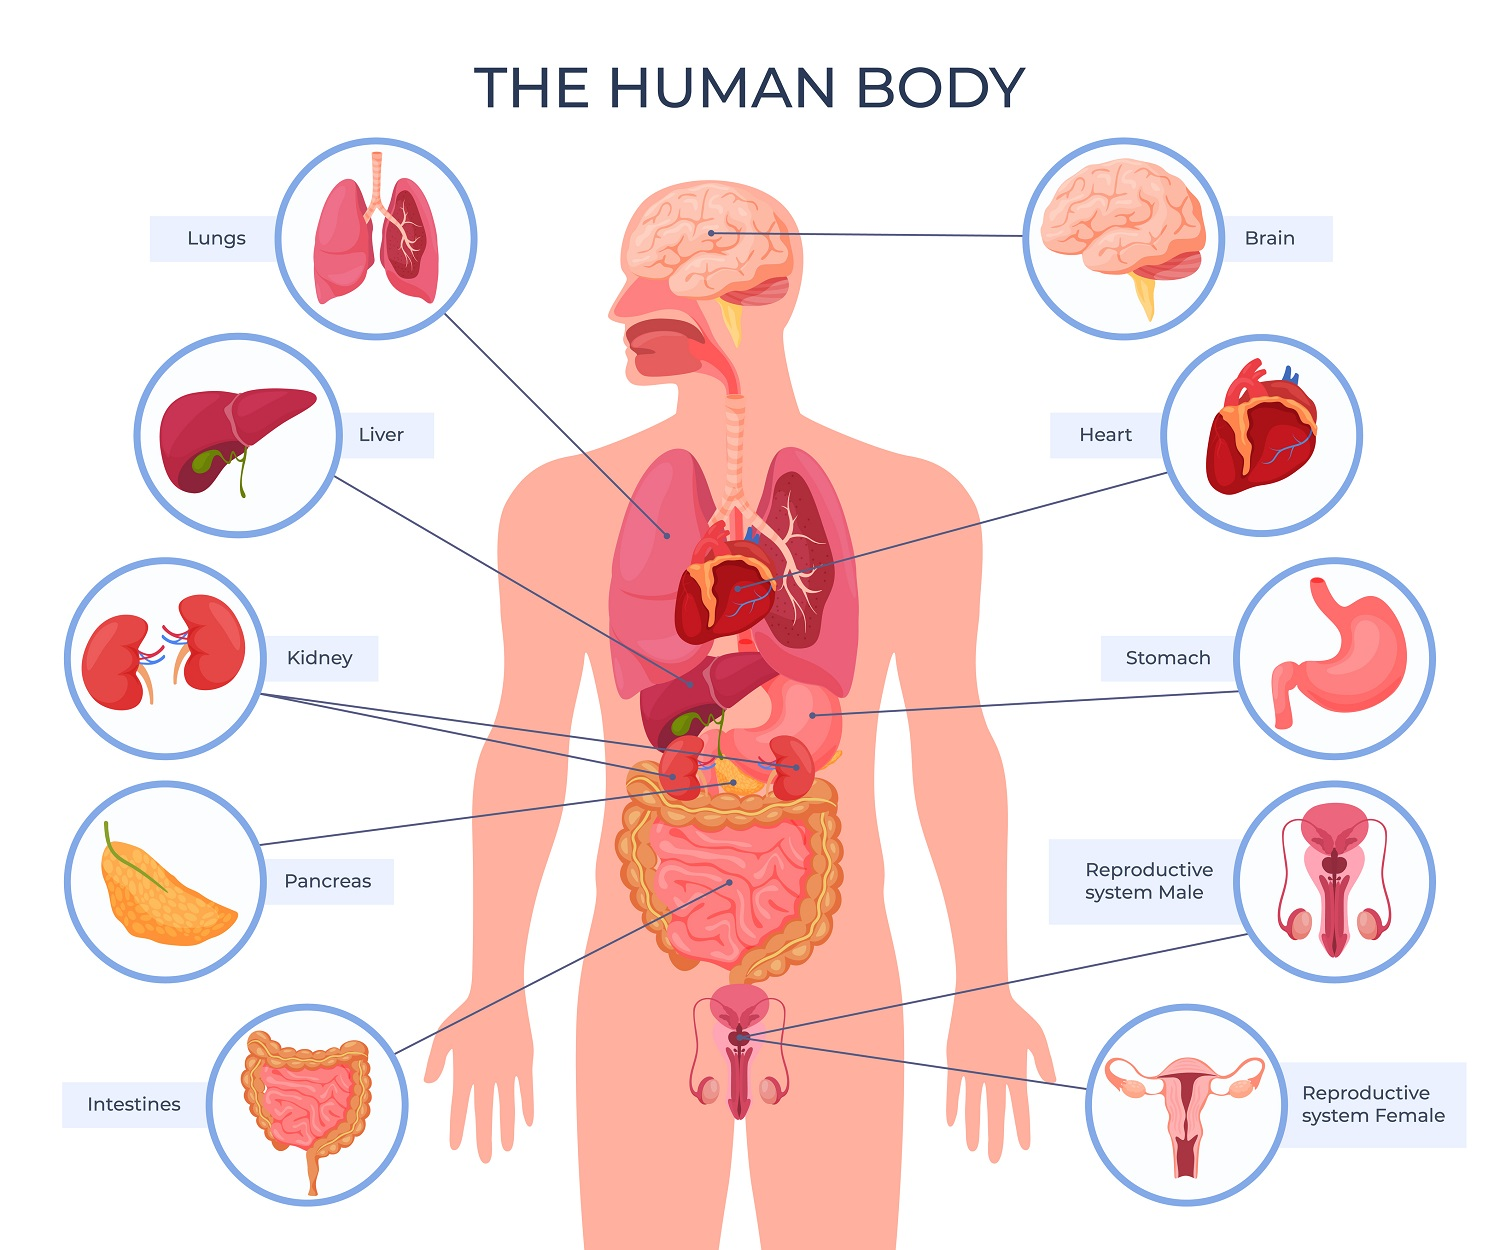 THE HUMAN BODY
Lungs
Brain
Liver
Heart
Kidney
Stomach
Pancreas
Reproductive
system Male
Intestines
Reproductive
system Female